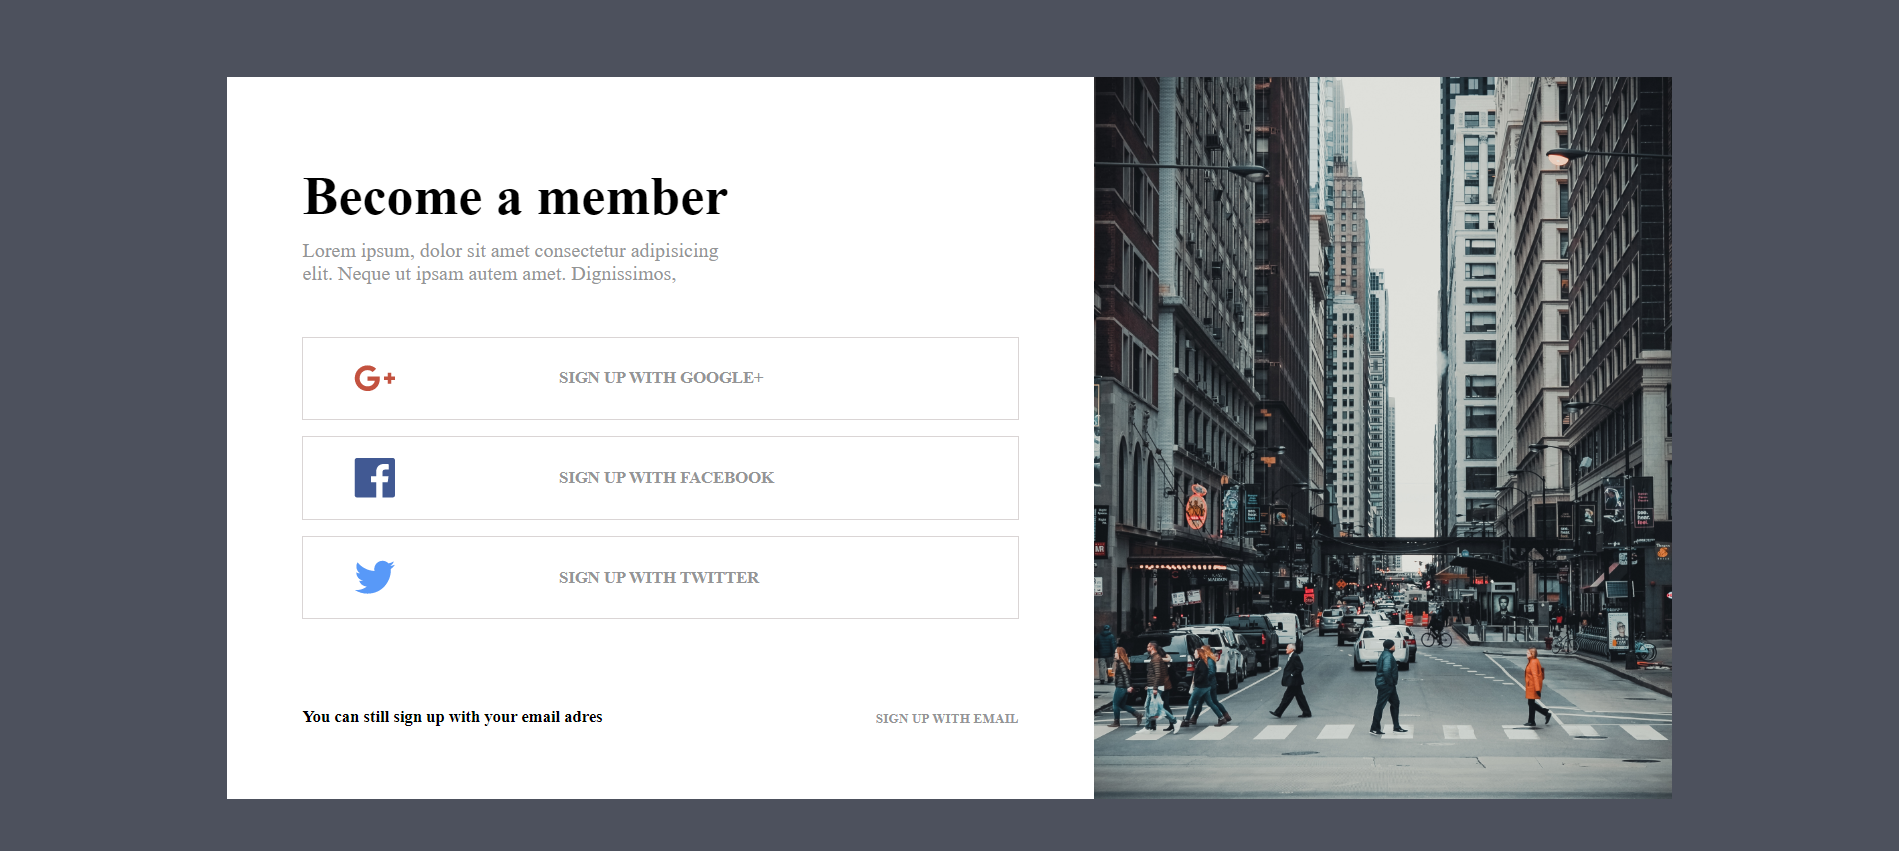 Become a member
Lorem ipsum, dolor sit amet consectetur adipisicing
elit. Neque ut ipsam autem amet. Dignissimos,
SIGN UP WITH GOOGLE+
SIGN UP WITH FACEBOOK
SIGN UP WITH TWITTER
You can still sign up with your email adres
SIGN UP WITH EMAIL